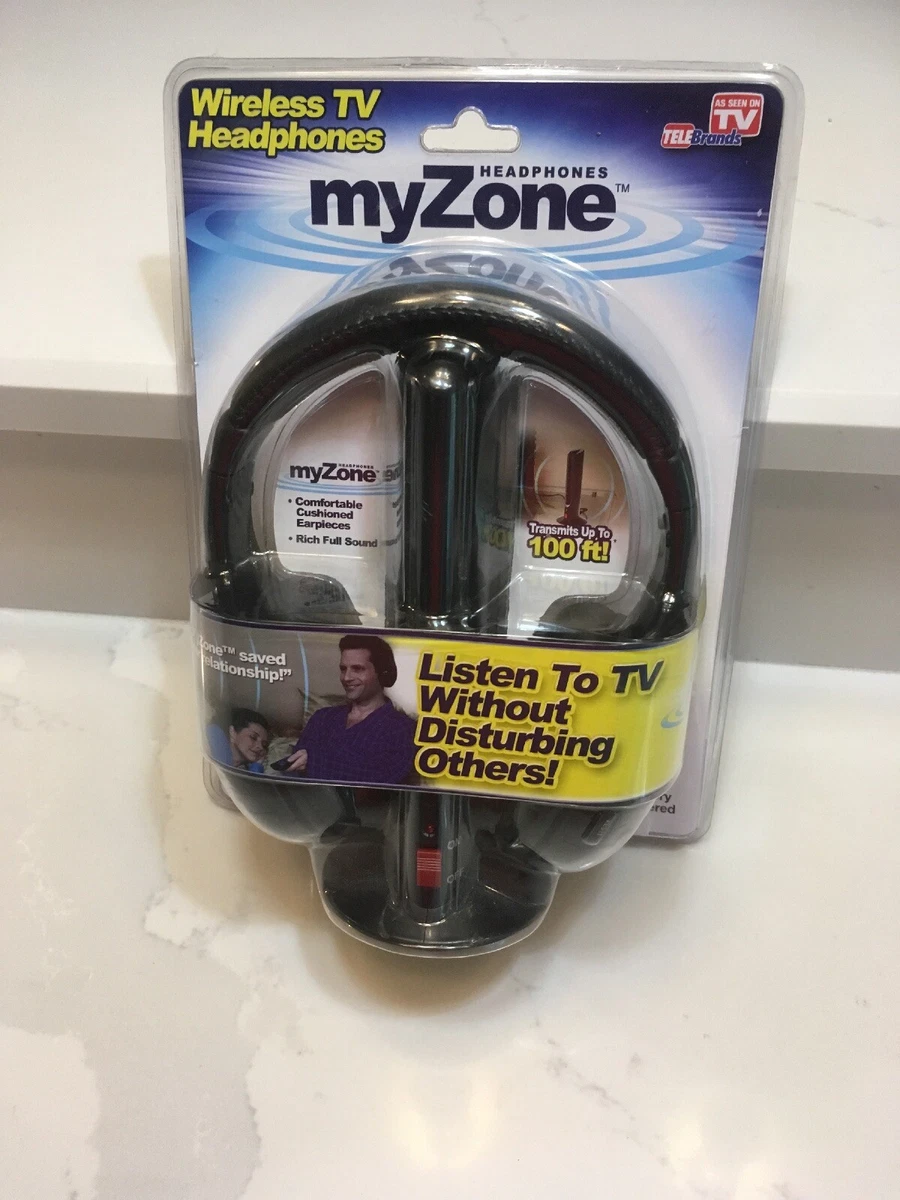 Wireless TV
Headphones
AS SEEN ON
TV
TELEBrands
HEADPHONES
myZone™
HEADPHONES
myZone
• Comfortable
Cushioned
Earpieces
• Rich Full Sound
Transmits Up To
100 ft!
zone™ saved
relationship!”
Listen To TV
Without
Disturbing
Others!